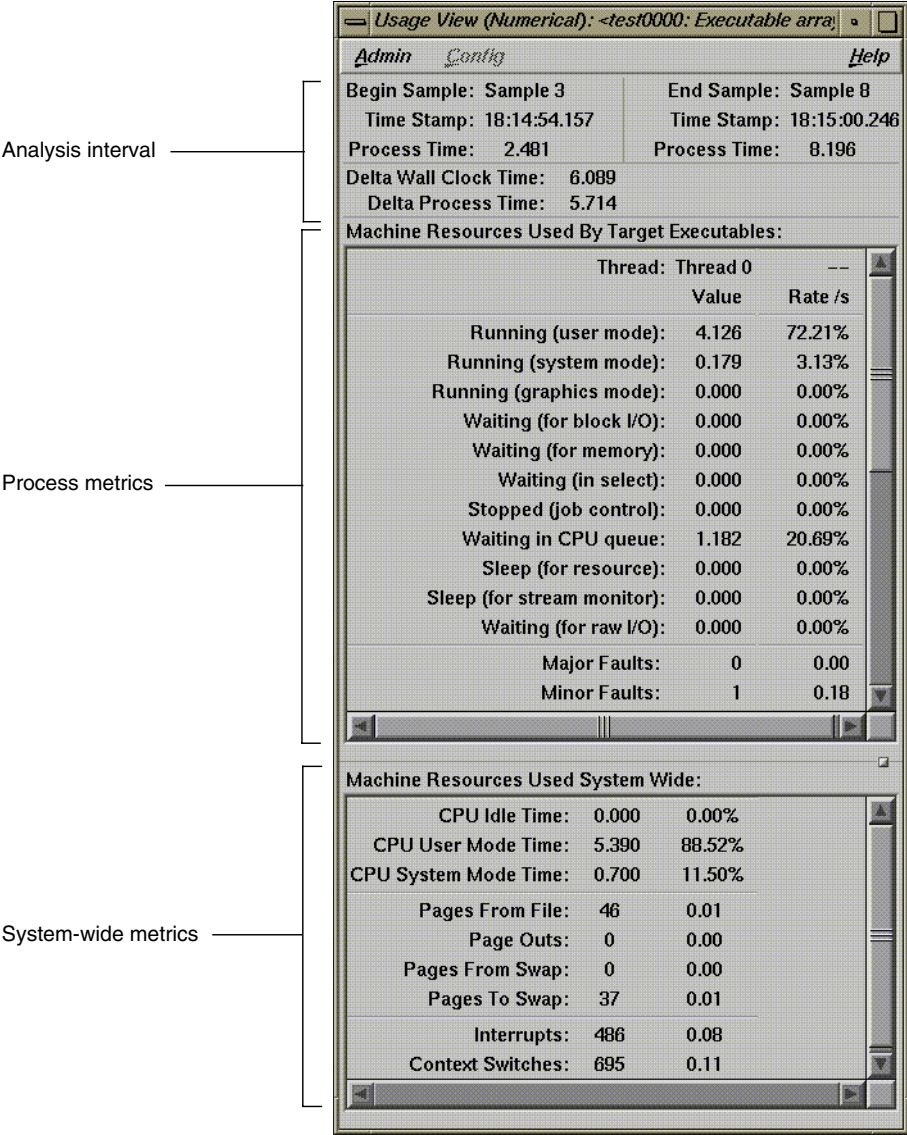 Usage View (Numerical): <test0000: Executable array
Admin Config Help
Analysis interval
Begin Sample: Sample 3 End Sample: Sample 8
Time Stamp: 18:14:54.157 Time Stamp: 18:15:00.246
Process Time: 2.481 Process Time: 8.196
Delta Wall Clock Time: 6.089
Delta Process Time: 5.714
Process metrics
Machine Resources Used By Target Executables:
Thread: Thread 0 --
Value Rate /s
Running (user mode): 4.126 72.21%
Running (system mode): 0.179 3.13%
Running (graphics mode): 0.000 0.00%
Waiting (for block I/O): 0.000 0.00%
Waiting (for memory): 0.000 0.00%
Waiting (in select): 0.000 0.00%
Stopped (job control): 0.000 0.00%
Waiting in CPU queue: 1.182 20.69%
Sleep (for resource): 0.000 0.00%
Sleep (for stream monitor): 0.000 0.00%
Waiting (for raw I/O): 0.000 0.00%
Major Faults: 0 0.00
Minor Faults: 1 0.18
System-wide metrics
Machine Resources Used System Wide:
CPU Idle Time: 0.000 0.00%
CPU User Mode Time: 5.390 88.52%
CPU System Mode Time: 0.700 11.50%
Pages From File: 46 0.01
Page Outs: 0 0.00
Pages From Swap: 0 0.00
Pages To Swap: 37 0.01
Interrupts: 486 0.08
Context Switches: 695 0.11